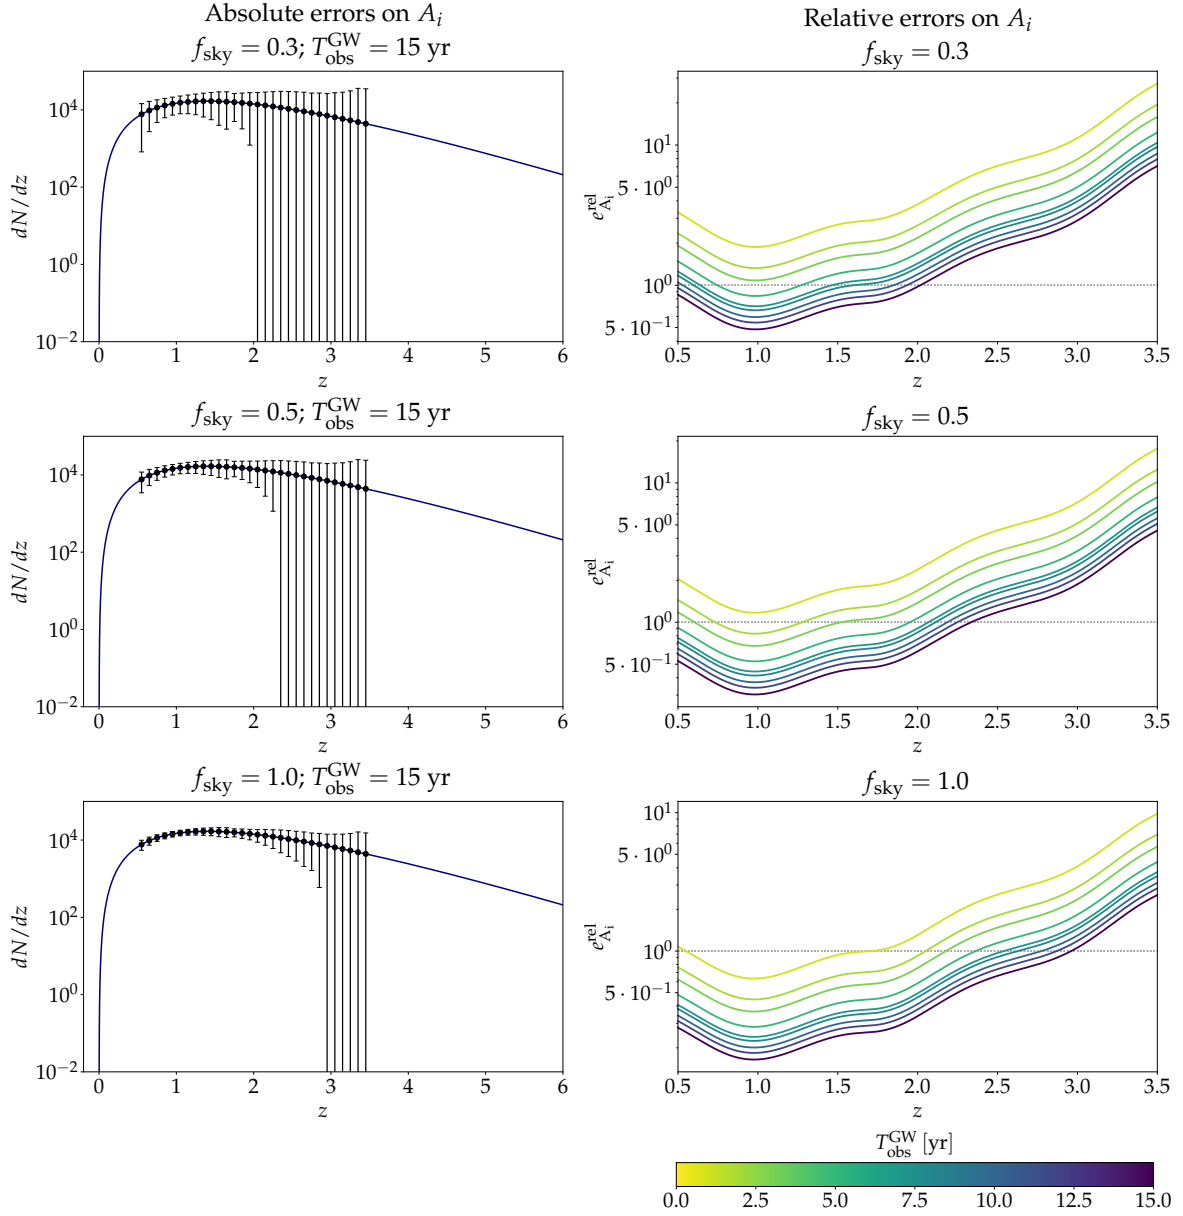 Absolute errors on A_i
f_sky = 0.3; T_obs^GW = 15 yr
10^4
10^2
10^0
10^−2
dN/dz
0 1 2 3 4 5 6
z
Relative errors on A_i
f_sky = 0.3
10^1
5 · 10^0
10^0
5 · 10^−1
e_{A_i}^rel
0.5 1.0 1.5 2.0 2.5 3.0 3.5
z
f_sky = 0.5; T_obs^GW = 15 yr
10^4
10^2
10^0
10^−2
dN/dz
0 1 2 3 4 5 6
z
f_sky = 0.5
10^1
5 · 10^0
10^0
5 · 10^−1
e_{A_i}^rel
0.5 1.0 1.5 2.0 2.5 3.0 3.5
z
f_sky = 1.0; T_obs^GW = 15 yr
10^4
10^2
10^0
10^−2
dN/dz
0 1 2 3 4 5 6
z
f_sky = 1.0
10^1
5 · 10^0
10^0
5 · 10^−1
e_{A_i}^rel
0.5 1.0 1.5 2.0 2.5 3.0 3.5
z
T_obs^GW [yr]
0.0 2.5 5.0 7.5 10.0 12.5 15.0